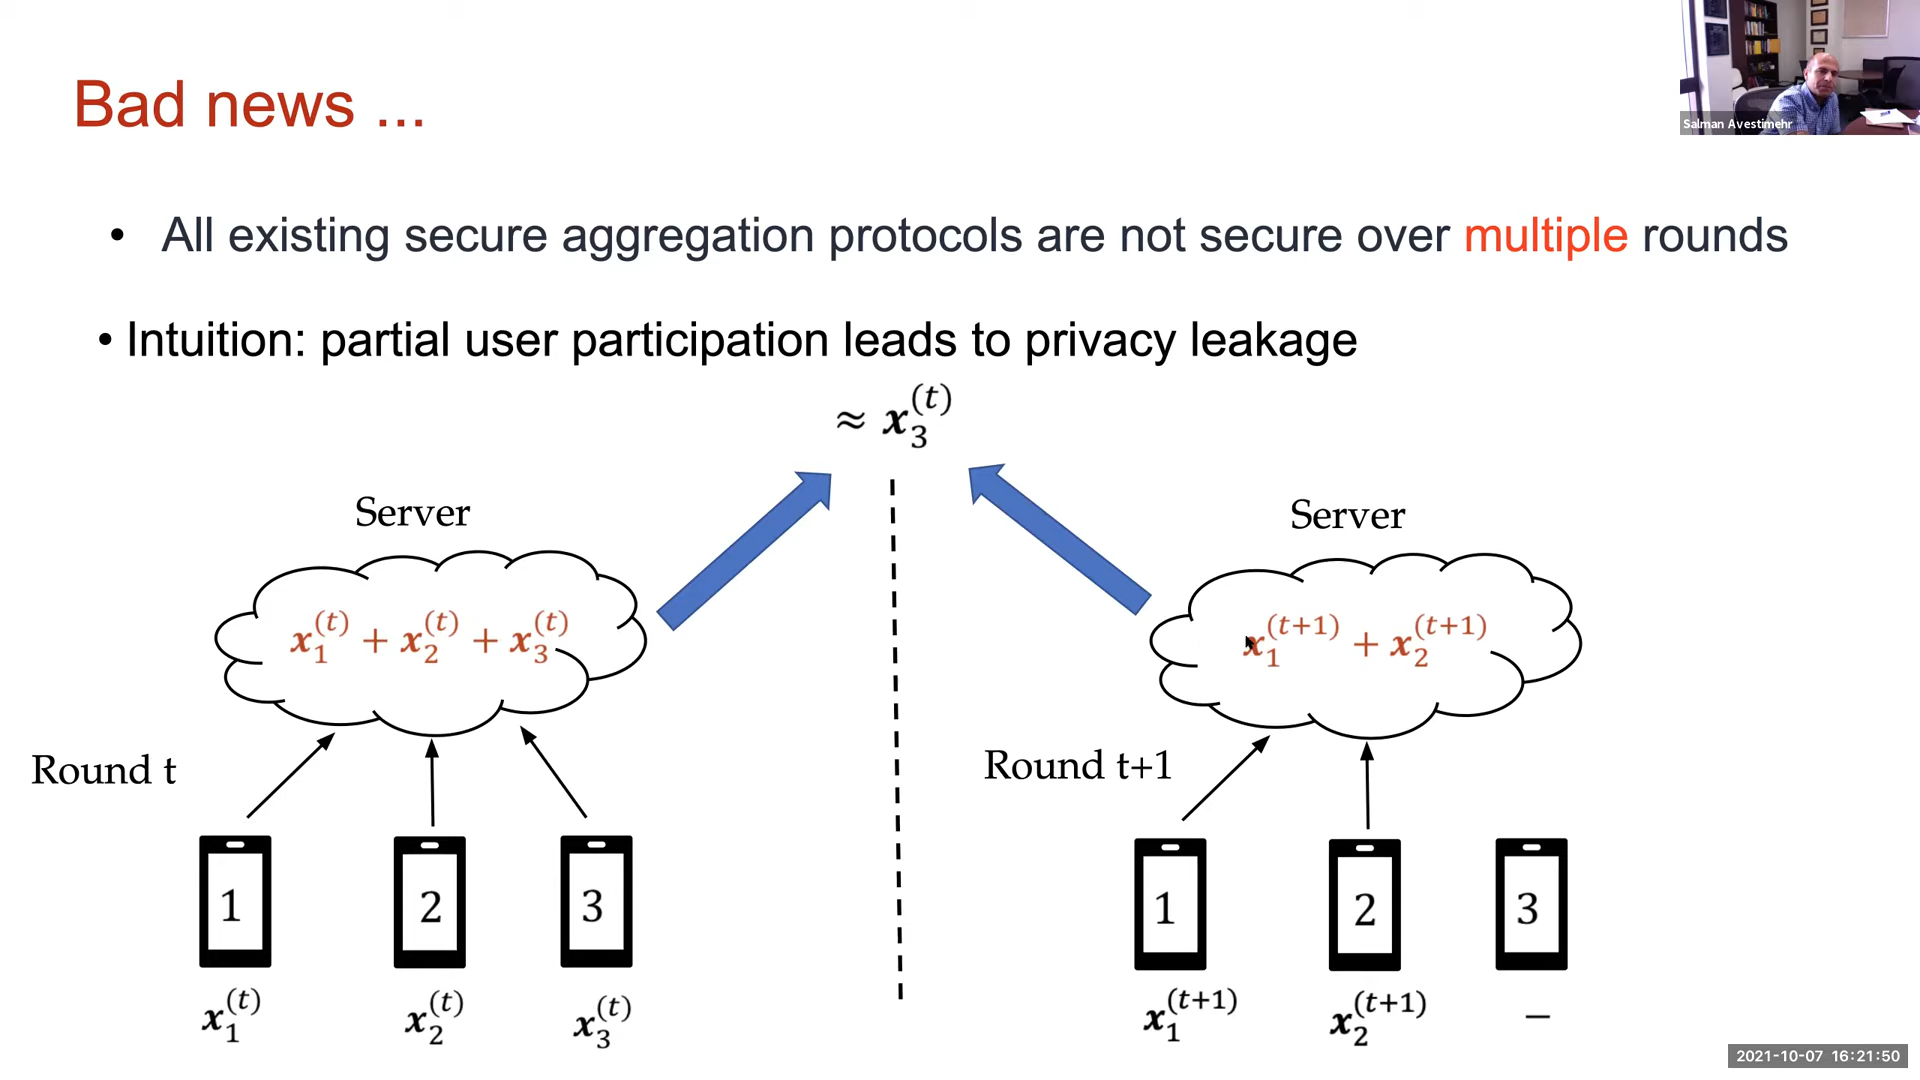 Bad news ...
Salman Avestimehr
• All existing secure aggregation protocols are not secure over multiple rounds
• Intuition: partial user participation leads to privacy leakage
≈ x₃⁽ᵗ⁾
Server
Server
x₁⁽ᵗ⁾ + x₂⁽ᵗ⁾ + x₃⁽ᵗ⁾
x₁⁽ᵗ⁺¹⁾ + x₂⁽ᵗ⁺¹⁾
Round t
Round t+1
1 2 3
1 2 3
x₁⁽ᵗ⁾ x₂⁽ᵗ⁾ x₃⁽ᵗ⁾
x₁⁽ᵗ⁺¹⁾ x₂⁽ᵗ⁺¹⁾ –
2021-10-07 16:21:50